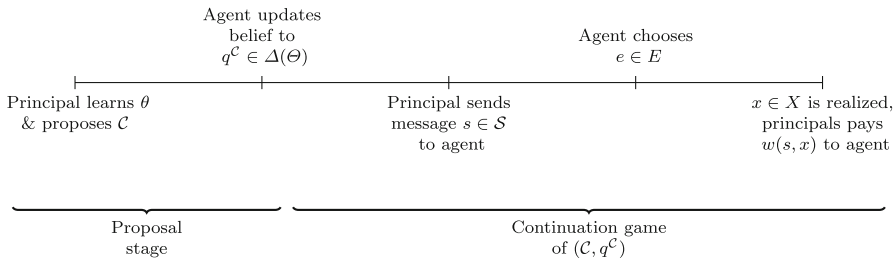 Agent updates
belief to
q^𝒞 ∈ Δ(Θ)
Agent chooses
e ∈ E
Principal learns θ
& proposes 𝒞
Principal sends
message s ∈ 𝒮
to agent
x ∈ X is realized,
principals pays
w(s, x) to agent
Proposal
stage
Continuation game
of (𝒞, q^𝒞)